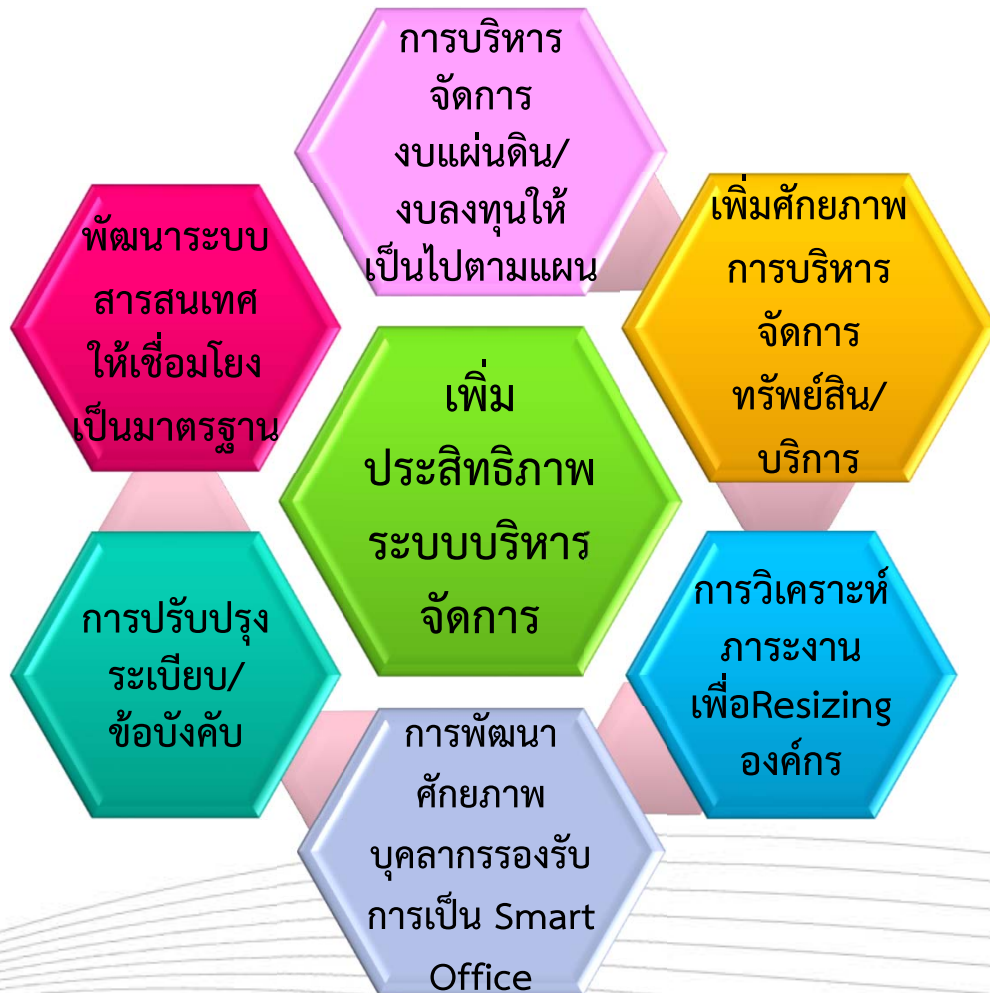 การบริหาร
จัดการ
งบแผ่นดิน/
งบลงทุนให้
เป็นไปตามแผน
เพิ่มศักยภาพ
การบริหาร
จัดการ
ทรัพย์สิน/
บริการ
การวิเคราะห์
ภาระงาน
เพื่อResizing
องค์กร
การพัฒนา
ศักยภาพ
บุคลากรรองรับ
การเป็น Smart
Office
การปรับปรุง
ระเบียบ/
ข้อบังคับ
พัฒนาระบบ
สารสนเทศ
ให้เชื่อมโยง
เป็นมาตรฐาน
เพิ่ม
ประสิทธิภาพ
ระบบบริหาร
จัดการ